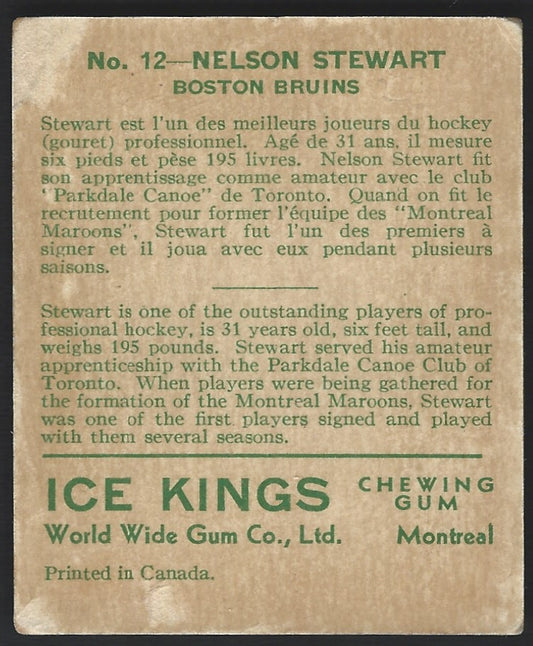 No. 12—NELSON STEWART
BOSTON BRUINS
Stewart est l'un des meilleurs joueurs du hockey
(gouret) professionnel. Agé de 31 ans, il mesure
six pieds et pèse 195 livres. Nelson Stewart fit
son apprentissage comme amateur avec le club
'Parkdale Canoe" de Toronto. Quand on fit le
recrutement pour former l'équipe des "Montreal
Maroons", Stewart fut l'un des premiers à
signer et il joua avec eux pendant plusieurs
saisons.
Stewart is one of the outstanding players of pro-
fessional hockey, is 31 years old, six feet tall, and
weighs 195 pounds. Stewart served his amateur
apprenticeship with the Parkdale Canoe Club of
Toronto. When players were being gathered for
the formation of the Montreal Maroons, Stewart
was one of the first players signed and played
with them several seasons.
ICE KINGS CHEWING
GUM
World Wide Gum Co., Ltd. Montreal
Printed in Canada.